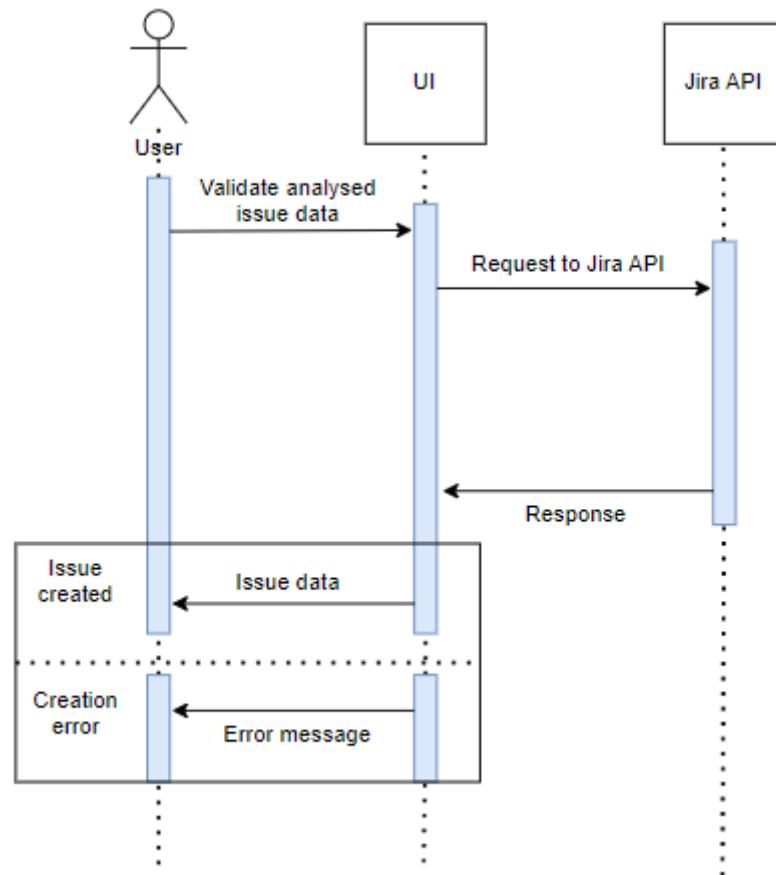 User
UI
Jira API
Validate analysed
issue data
Request to Jira API
Response
Issue
created
Issue data
Creation
error
Error message